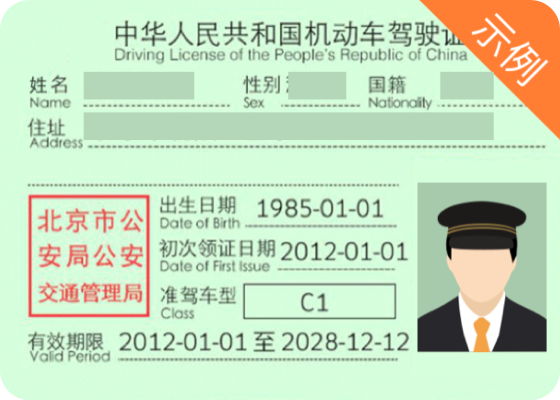 中华人民共和国机动车驾驶证
Driving License of the People's Republic of China
示例
姓名 性别 国籍
Name Sex Nationality
住址
Address
北京市公
安局公安
交通管理局
出生日期 1985-01-01
Date of Birth
初次领证日期 2012-01-01
Date of First Issue
准驾车型 C1
Class
有效期限 2012-01-01 至 2028-12-12
Valid Period